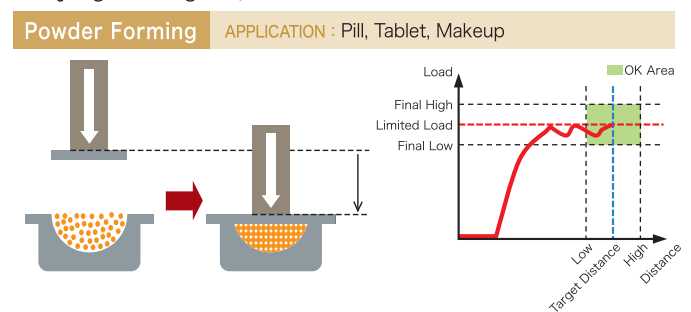 Powder Forming
APPLICATION : Pill, Tablet, Makeup
Load
OK Area
Final High
Limited Load
Final Low
Low
Target Distance
High
Distance